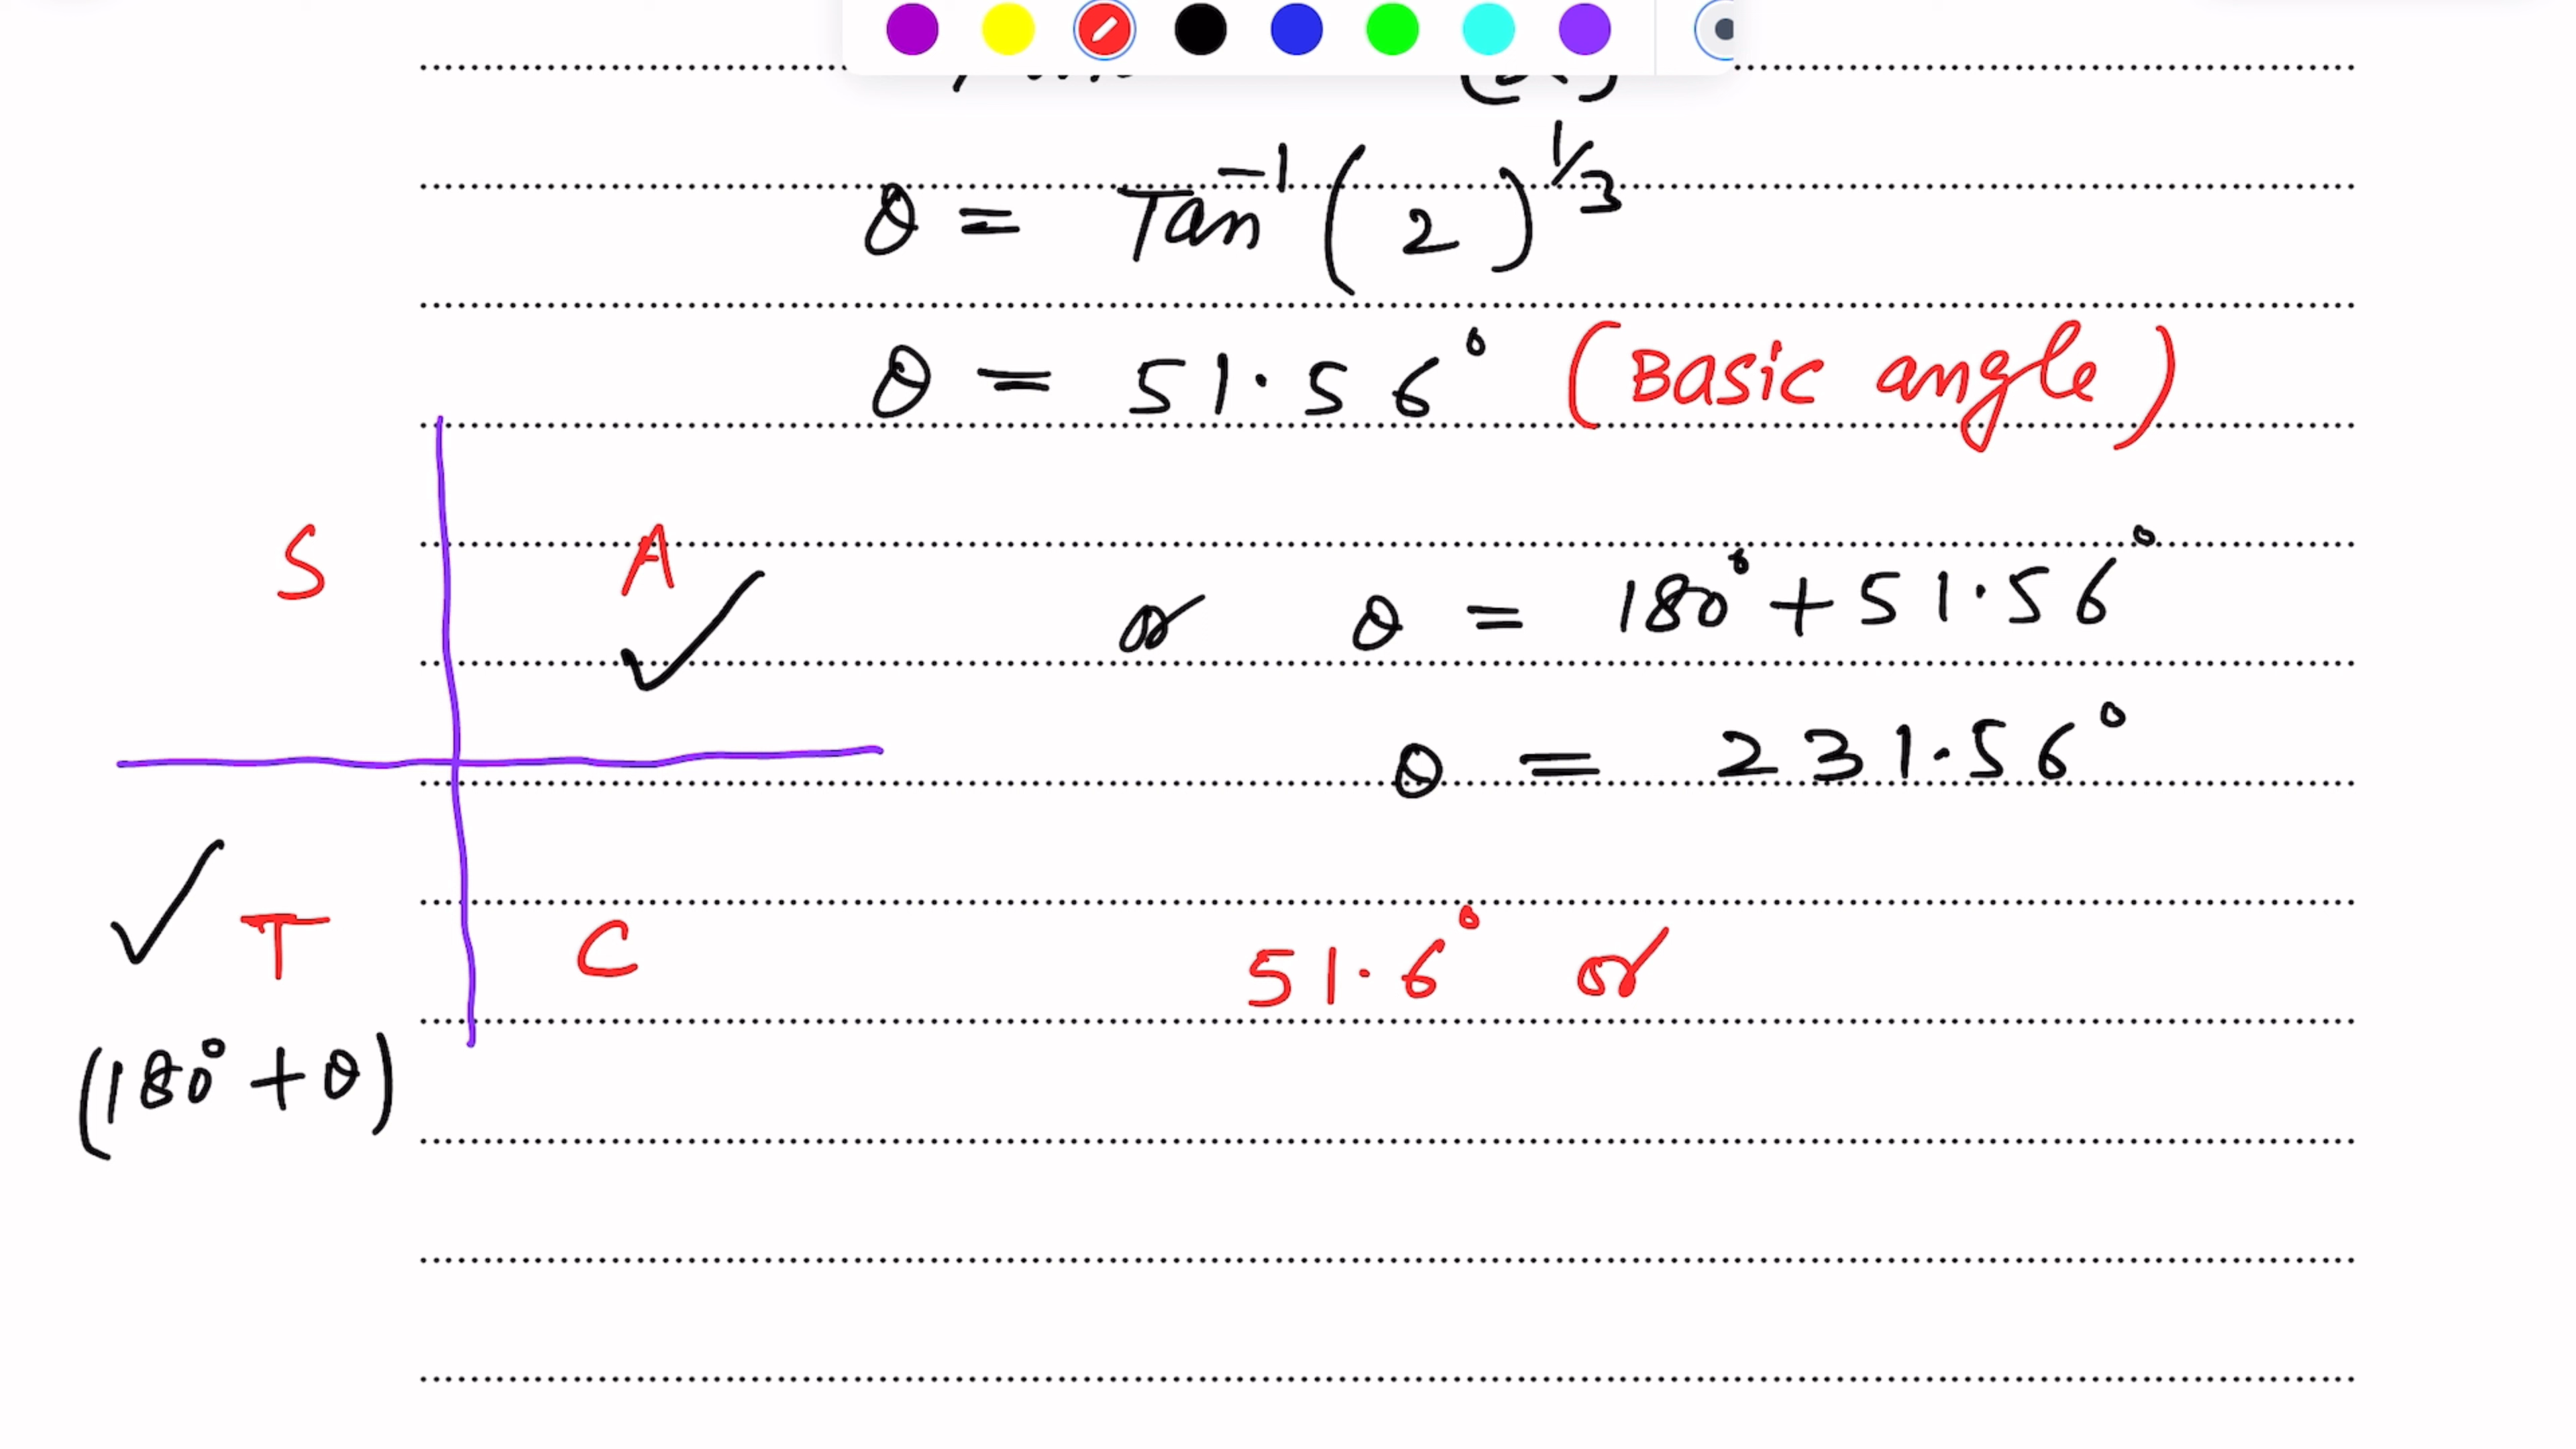 θ = Tan⁻¹ (2)^1/3
θ = 51.56° (Basic angle)
S A
or θ = 180° + 51.56°
θ = 231.56°
T C
51.6° or
(180° + θ)